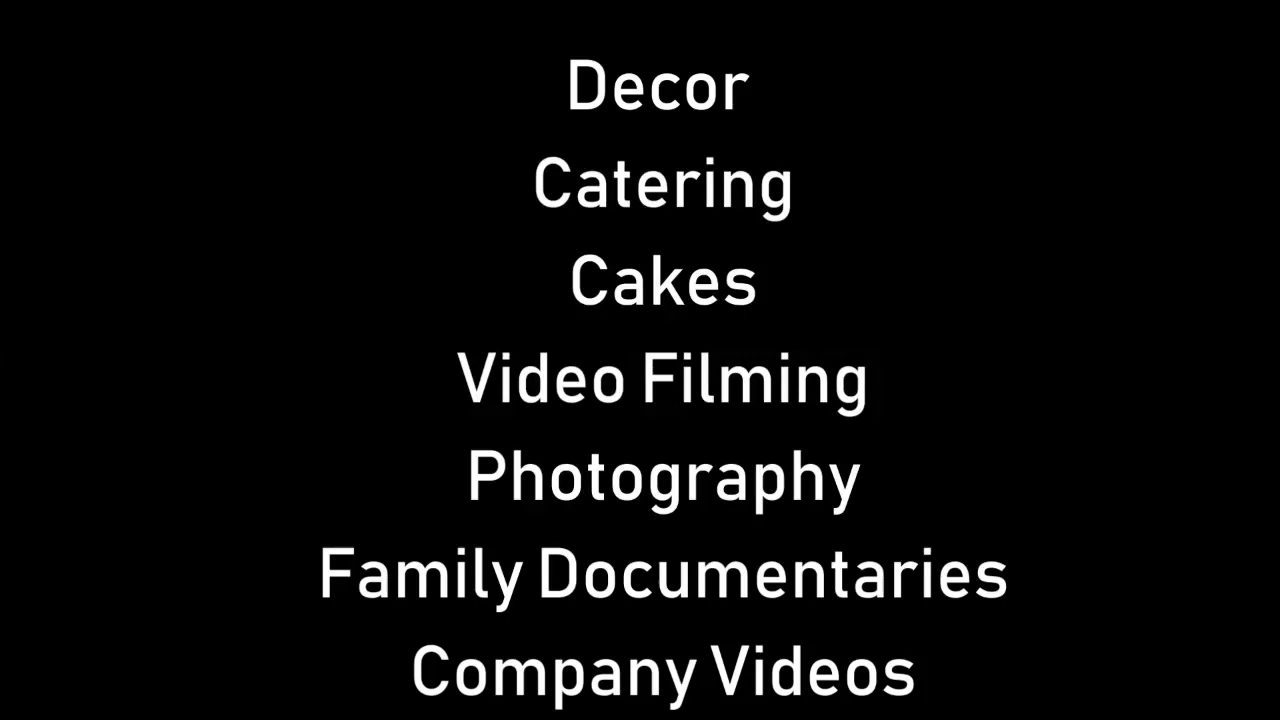 Decor
Catering
Cakes
Video Filming
Photography
Family Documentaries
Company Videos